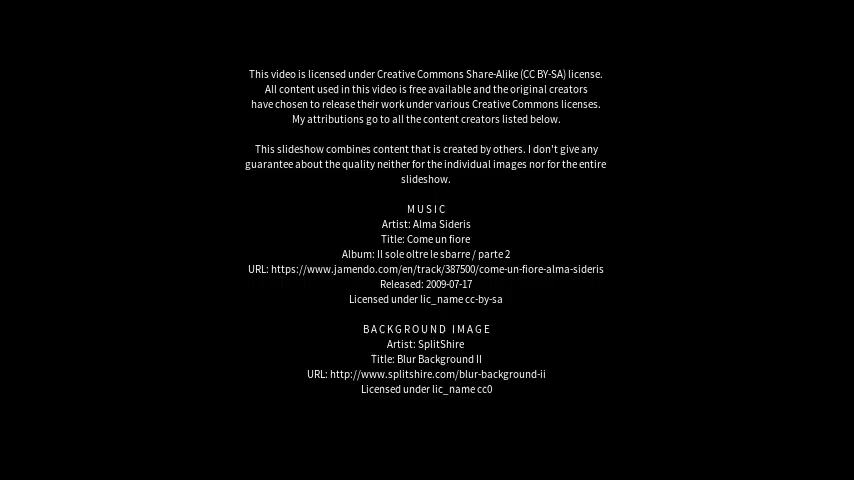 This video is licensed under Creative Commons Share-Alike (CC BY-SA) license.
All content used in this video is free available and the original creators
have chosen to release their work under various Creative Commons licenses.
My attributions go to all the content creators listed below.
This slideshow combines content that is created by others. I don't give any
guarantee about the quality neither for the individual images nor for the entire
slideshow.
MUSIC
Artist: Alma Sideris
Title: Come un fiore
Album: Il sole oltre le sbarre / parte 2
URL: https://www.jamendo.com/en/track/387500/come-un-fiore-alma-sideris
Released: 2009-07-17
Licensed under lic_name cc-by-sa
BACKGROUND IMAGE
Artist: SplitShire
Title: Blur Background II
URL: http://www.splitshire.com/blur-background-ii
Licensed under lic_name cc0